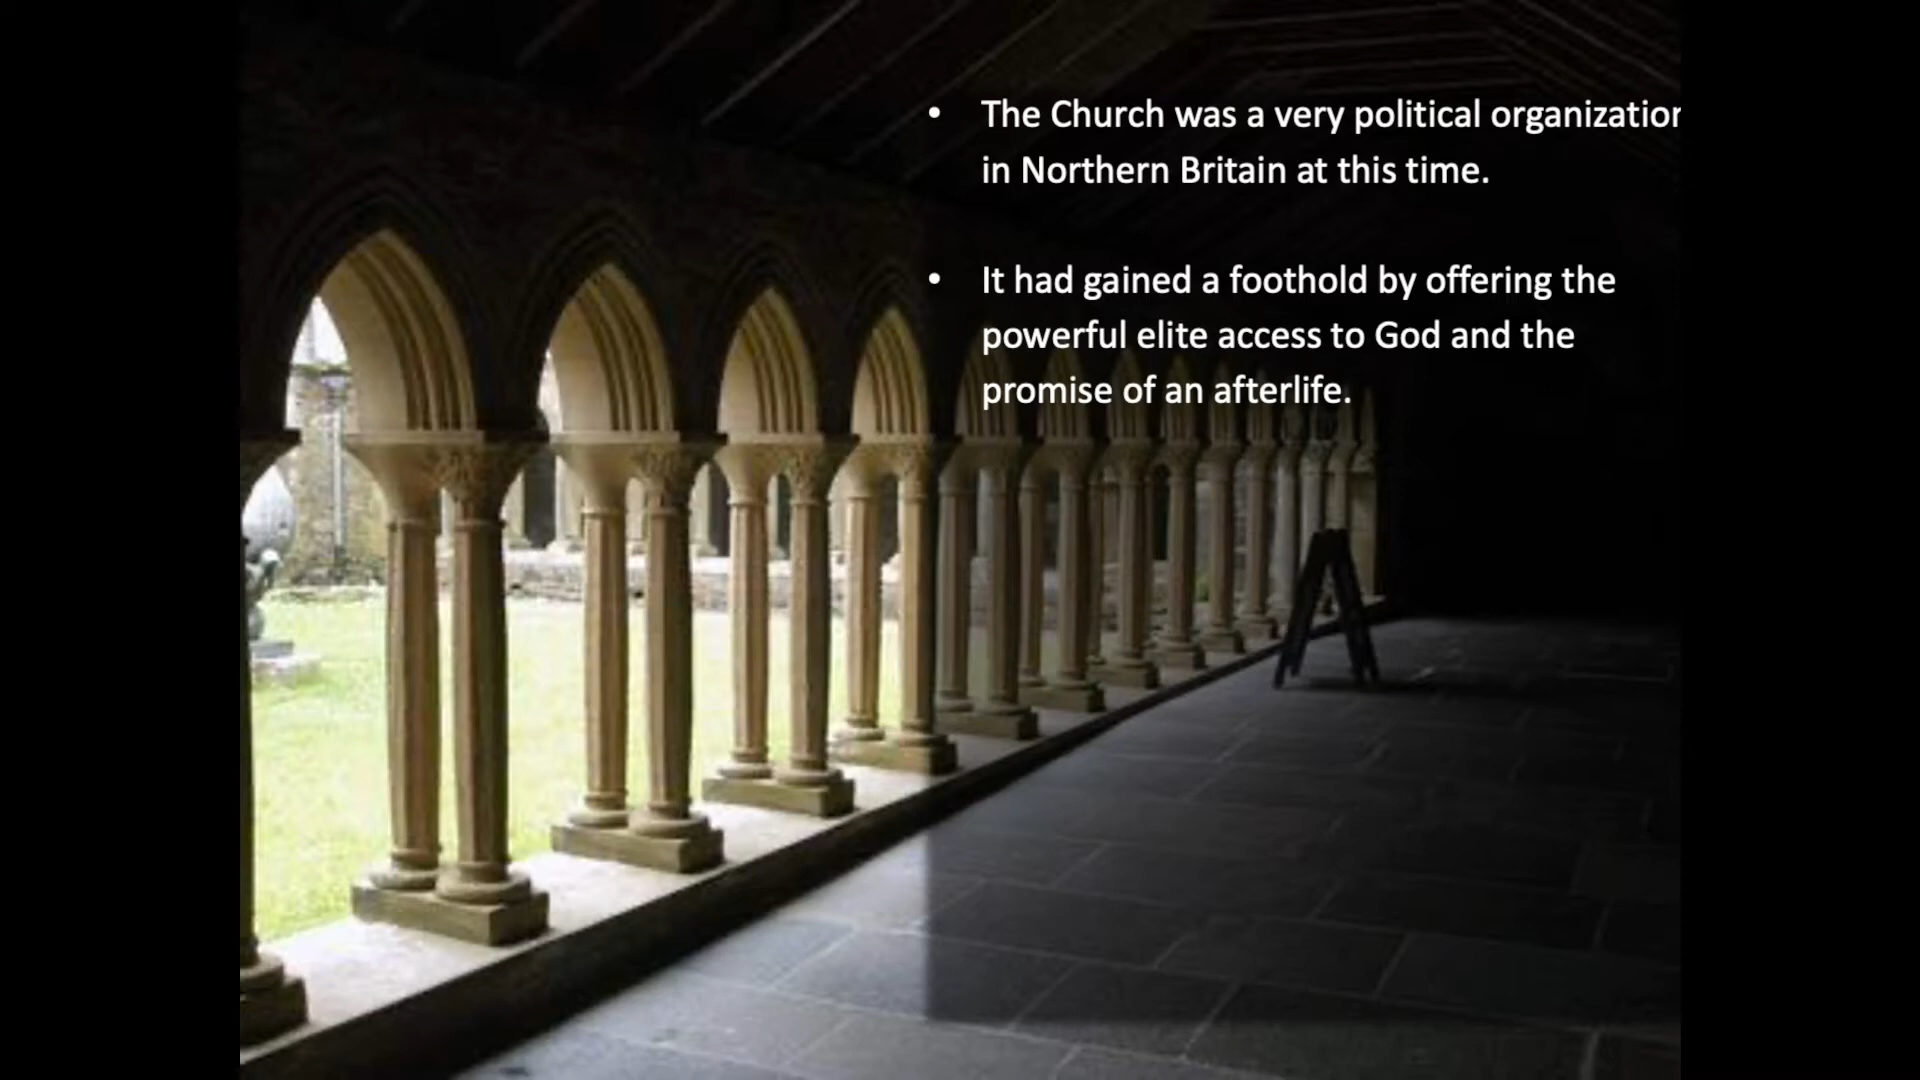 • The Church was a very political organization
in Northern Britain at this time.
• It had gained a foothold by offering the
powerful elite access to God and the
promise of an afterlife.